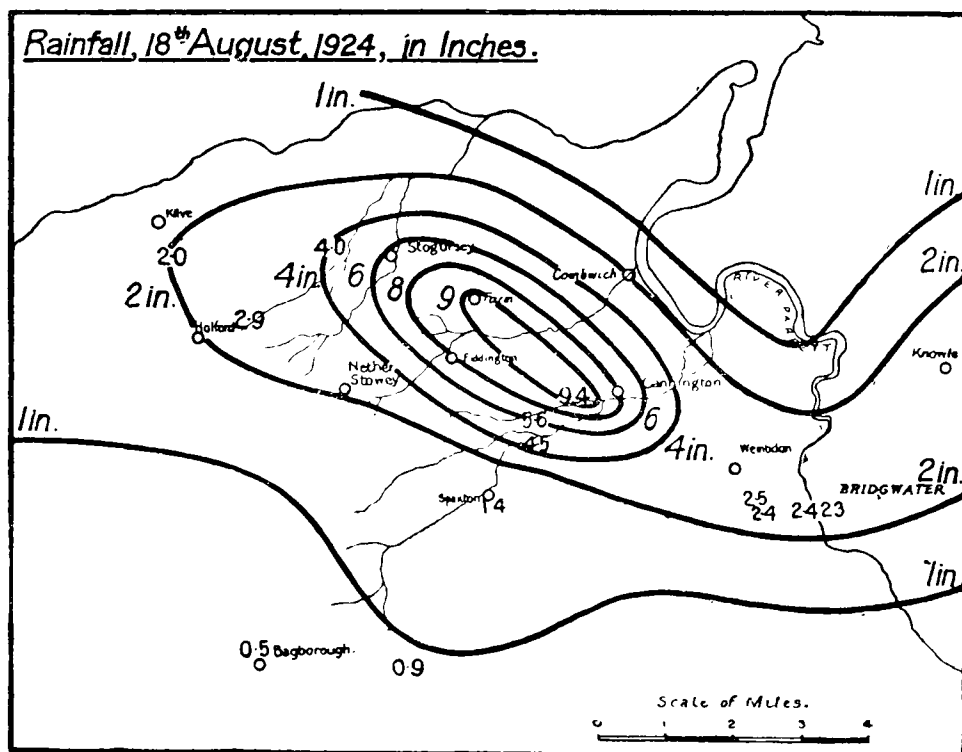 Rainfall, 18th August, 1924, in Inches.
1in.
1in.
Kilve
2.0
4.0
Stogursey
Combwich
2in.
2in.
4in.
6
8
9
Farm
RIVER PARRETT
Holford
2.9
Fiddington
Knowle
Nether
Stowey
9.4
Cannington
5.6
6
1in.
4.5
4in.
Wembdon
2in.
BRIDGWATER
Spaxton
1.4
2.5
2.4
2.4
2.3
1in.
0.5
Bagborough.
0.9
Scale of Miles.
0 1 2 3 4